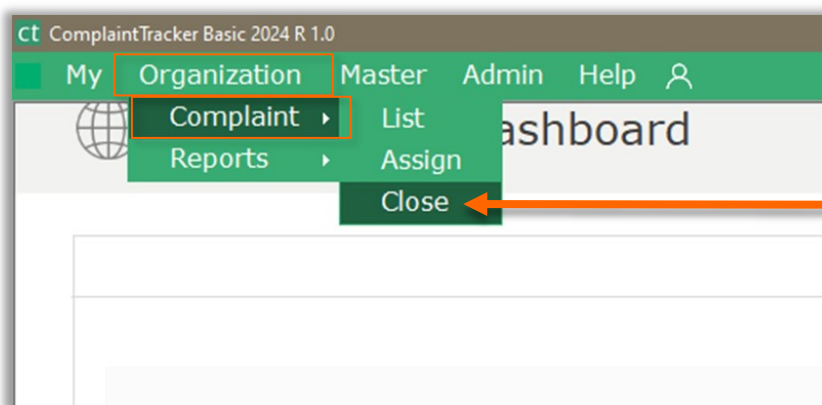 ct ComplaintTracker Basic 2024 R 1.0
My Organization Master Admin Help
Complaint List
ashboard
Reports Assign
Close